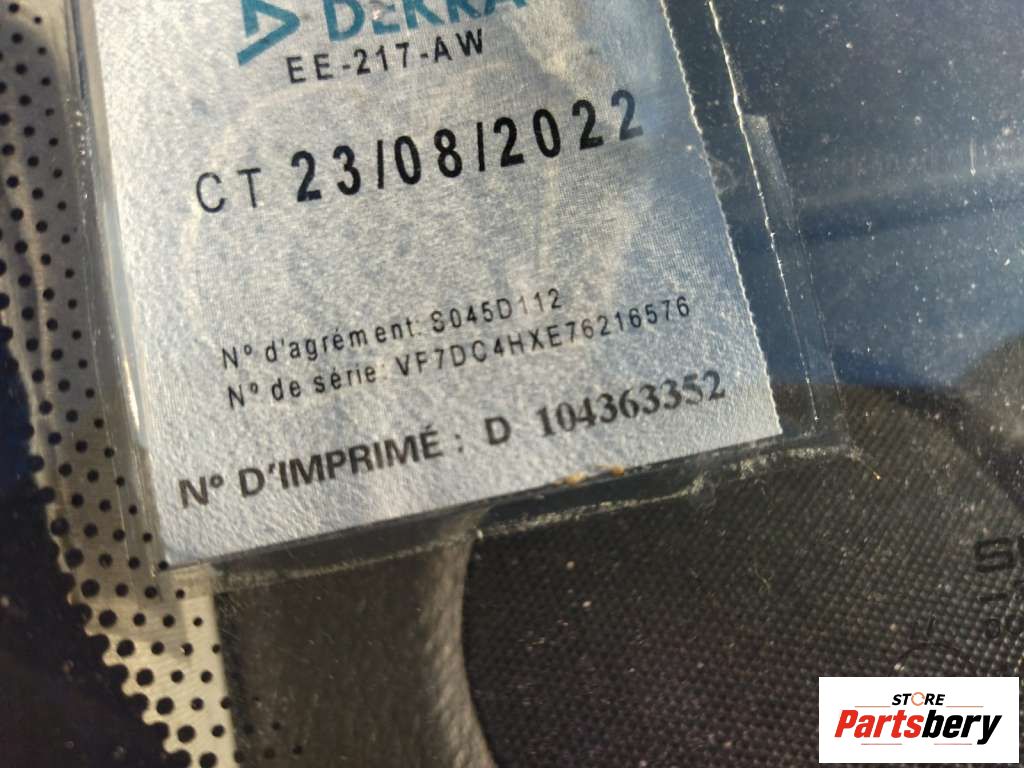 DEKRA
EE-217-AW
CT 23/08/2022
N° d'agrément: S045D112
N° de série: VF7DC4HXE76216576
N° D'IMPRIMÉ : D 104363352
STORE
Partsbery